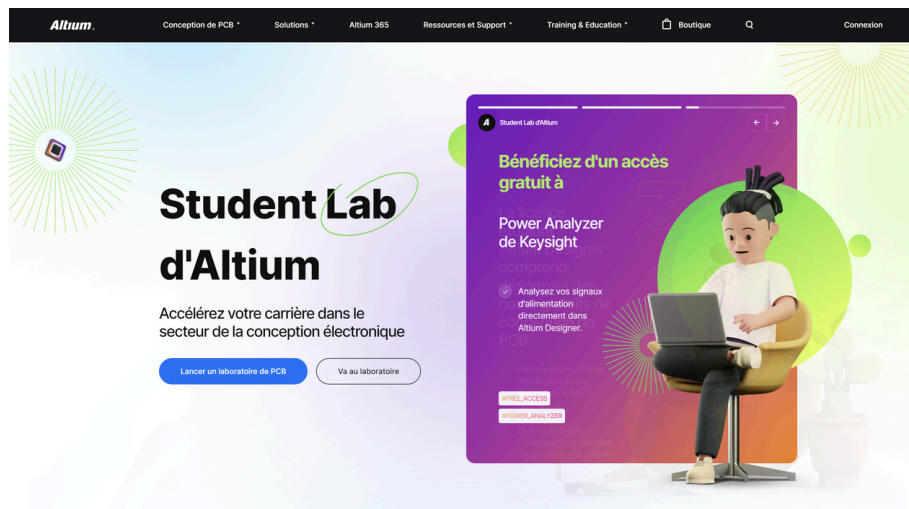 Altium.
Conception de PCB
Solutions
Altium 365
Ressources et Support
Training & Education
Boutique
Connexion
Student Lab
d'Altium
Accélérez votre carrière dans le
secteur de la conception électronique
Lancer un laboratoire de PCB
Va au laboratoire
Student Lab d'Altium
Bénéficiez d'un accès
gratuit à
Power Analyzer
de Keysight
Analysez vos signaux
d'alimentation
directement dans
Altium Designer.
#FREE_ACCESS
#POWER_ANALYZER